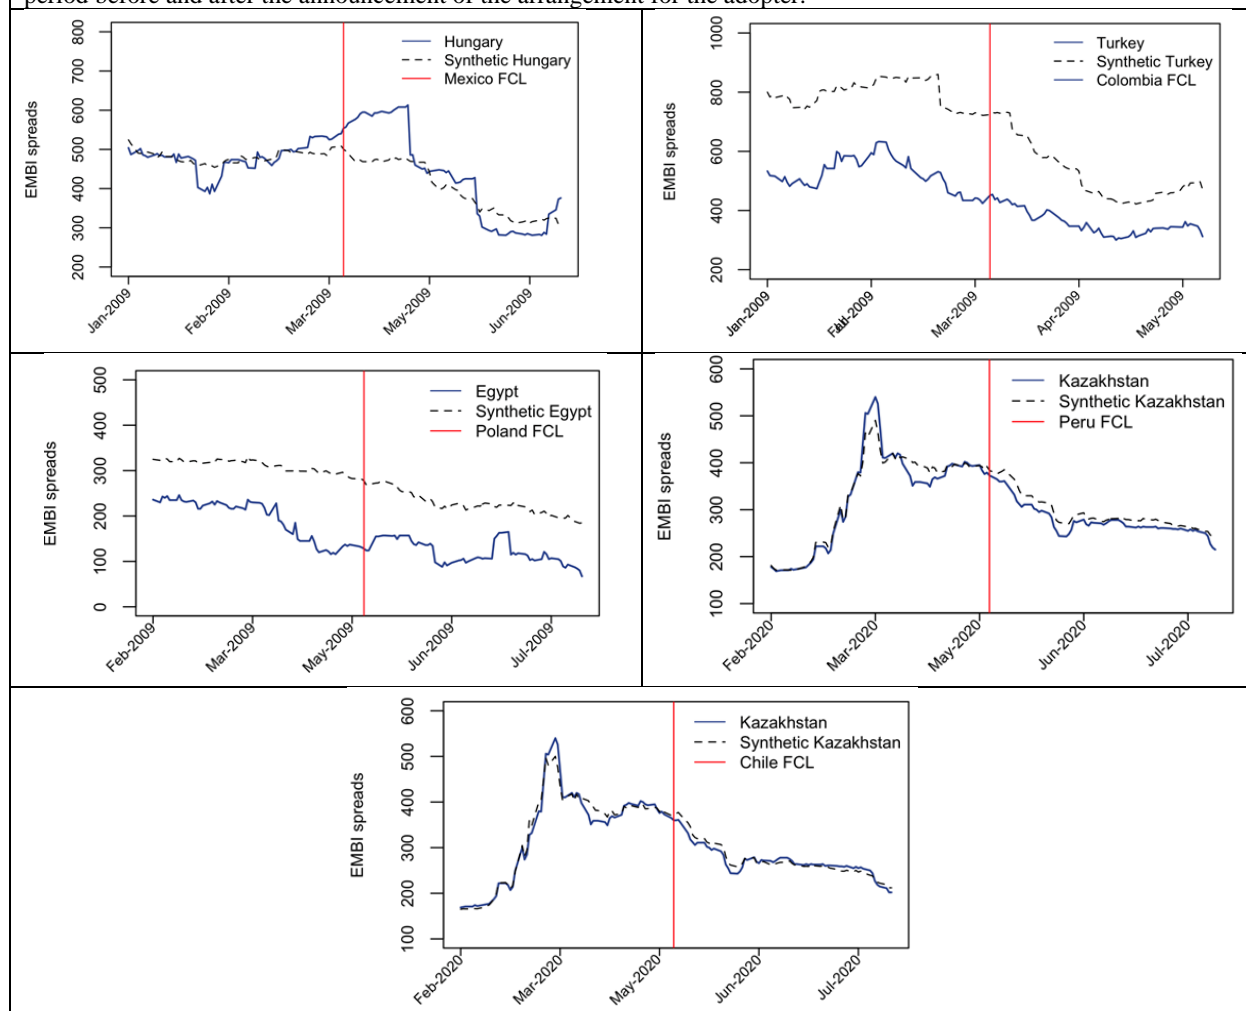 period before and after the announcement of the arrangement for the adopter.
EMBI spreads
800
700
600
500
400
300
200
Hungary
Synthetic Hungary
Mexico FCL
Jan-2009
Feb-2009
Mar-2009
May-2009
Jun-2009
EMBI spreads
1000
800
600
400
200
Turkey
Synthetic Turkey
Colombia FCL
Jan-2009
Feb-2009
Mar-2009
Apr-2009
May-2009
EMBI spreads
500
400
300
200
100
0
Egypt
Synthetic Egypt
Poland FCL
Feb-2009
Mar-2009
May-2009
Jun-2009
Jul-2009
EMBI spreads
600
500
400
300
200
100
Kazakhstan
Synthetic Kazakhstan
Peru FCL
Feb-2020
Mar-2020
May-2020
Jun-2020
Jul-2020
EMBI spreads
600
500
400
300
200
100
Kazakhstan
Synthetic Kazakhstan
Chile FCL
Feb-2020
Mar-2020
May-2020
Jun-2020
Jul-2020